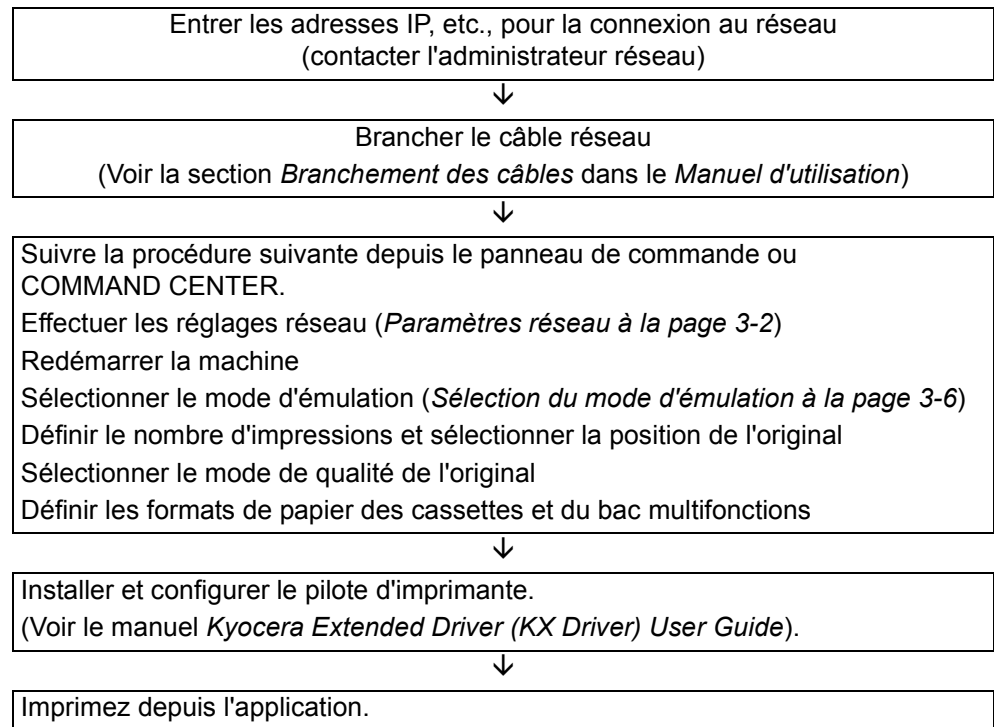 Entrer les adresses IP, etc., pour la connexion au réseau
(contacter l'administrateur réseau)
↓
Brancher le câble réseau
(Voir la section Branchement des câbles dans le Manuel d'utilisation)
↓
Suivre la procédure suivante depuis le panneau de commande ou
COMMAND CENTER.
Effectuer les réglages réseau (Paramètres réseau à la page 3-2)
Redémarrer la machine
Sélectionner le mode d'émulation (Sélection du mode d'émulation à la page 3-6)
Définir le nombre d'impressions et sélectionner la position de l'original
Sélectionner le mode de qualité de l'original
Définir les formats de papier des cassettes et du bac multifonctions
↓
Installer et configurer le pilote d'imprimante.
(Voir le manuel Kyocera Extended Driver (KX Driver) User Guide).
↓
Imprimez depuis l'application.